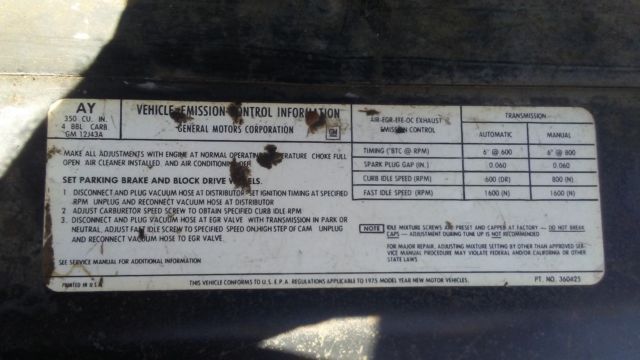 AY
350 CU. IN.
4 BBL CARB
GM 12J43A
VEHICLE EMISSION CONTROL INFORMATION
GENERAL MOTORS CORPORATION
GM
MAKE ALL ADJUSTMENTS WITH ENGINE AT NORMAL OPERATING TEMPERATURE CHOKE FULL
OPEN AIR CLEANER INSTALLED AND AIR CONDITIONER
SET PARKING BRAKE AND BLOCK DRIVE WHEELS.
1 DISCONNECT AND PLUG VACUUM HOSE AT DISTRIBUTOR SET IGNITION TIMING AT SPECIFIED
RPM UNPLUG AND RECONNECT VACUUM HOSE AT DISTRIBUTOR
2 ADJUST CARBURETOR SPEED SCREW TO OBTAIN SPECIFIED CURB IDLE RPM
3. DISCONNECT AND PLUG VACUUM HOSE AT EGR VALVE WITH TRANSMISSION IN PARK OR
NEUTRAL, ADJUST FAST IDLE SCREW TO SPECIFIED SPEED ON HIGH STEP OF CAM UNPLUG
AND RECONNECT VACUUM HOSE TO EGR VALVE.
SEE SERVICE MANUAL FOR ADDITIONAL INFORMATION
PRINTED IN U.S.A.
AIR-EGR-EFE-OC EXHAUST
EMISSION CONTROL
TRANSMISSION
AUTOMATIC MANUAL
TIMING (°BTC @ RPM) 6° @ 600 6° @ 800
SPARK PLUG GAP (IN.) 0.060 0.060
CURB IDLE SPEED (RPM) 600 (DR) 800 (N)
FAST IDLE SPEED (RPM) 1600 (N) 1600 (N)
NOTE IDLE MIXTURE SCREWS ARE PRESET AND CAPPED AT FACTORY — DO NOT BREAK
CAPS — ADJUSTMENT DURING TUNE UP IS NOT RECOMMENDED
FOR MAJOR REPAIR, ADJUSTING MIXTURE SETTING BY OTHER THAN APPROVED SER-
VICE MANUAL PROCEDURE MAY VIOLATE FEDERAL AND/OR CALIFORNIA OR OTHER
STATE LAWS.
THIS VEHICLE CONFORMS TO U.S. E.P.A. REGULATIONS APPLICABLE TO 1975 MODEL YEAR NEW MOTOR VEHICLES.
PT. NO. 360425